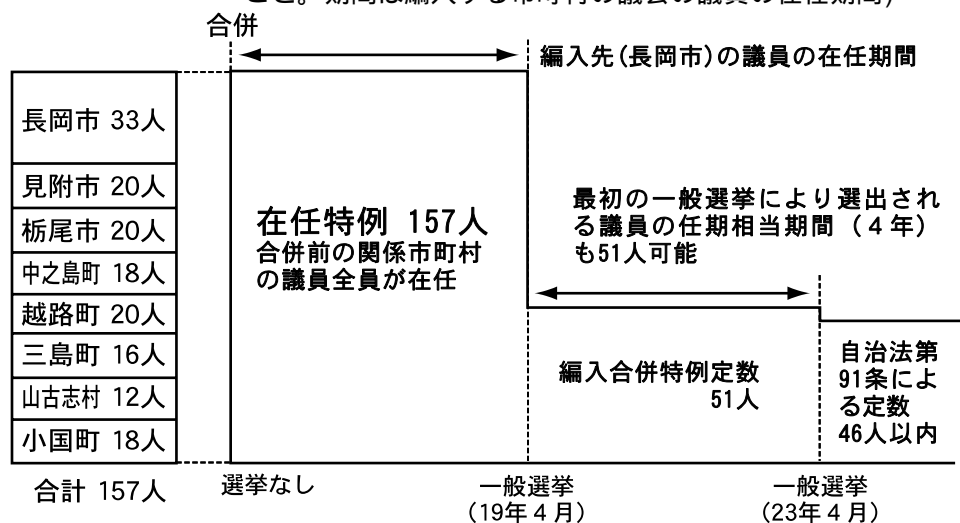 こと。期間は編入する市町村の議会の議員の在任期間)
合併
編入先(長岡市)の議員の在任期間
長岡市 33人
見附市 20人
栃尾市 20人
中之島町 18人
越路町 20人
三島町 16人
山古志村 12人
小国町 18人
合計 157人
在任特例 157人
合併前の関係市町村
の議員全員が在任
最初の一般選挙により選出され
る議員の任期相当期間(4年)
も51人可能
編入合併特例定数
51人
自治法第
91条によ
る定数
46人以内
選挙なし
一般選挙
(19年4月)
一般選挙
(23年4月)